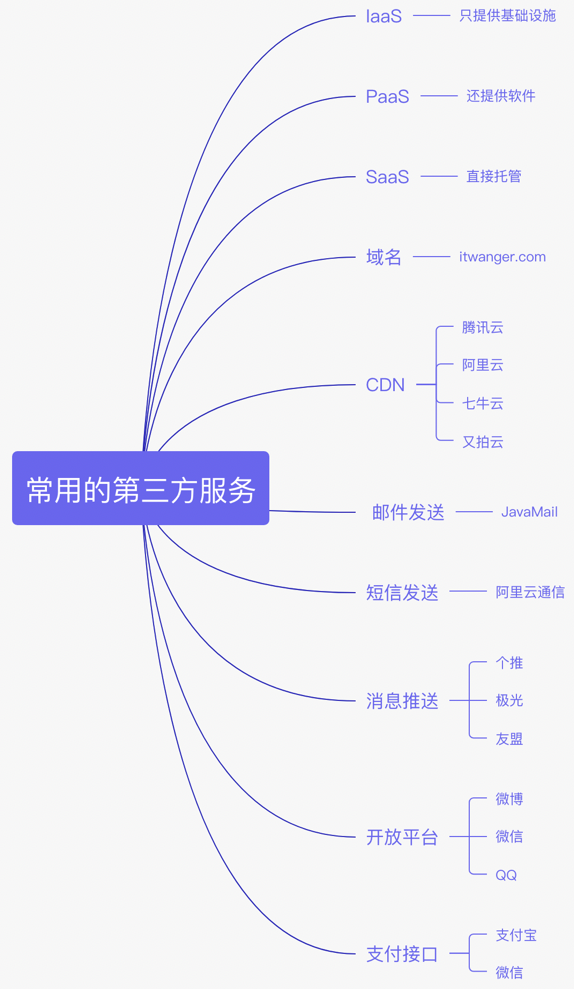 常用的第三方服务
IaaS
只提供基础设施
PaaS
还提供软件
SaaS
直接托管
域名
itwanger.com
CDN
腾讯云
阿里云
七牛云
又拍云
邮件发送
JavaMail
短信发送
阿里云通信
消息推送
个推
极光
友盟
开放平台
微博
微信
QQ
支付接口
支付宝
微信